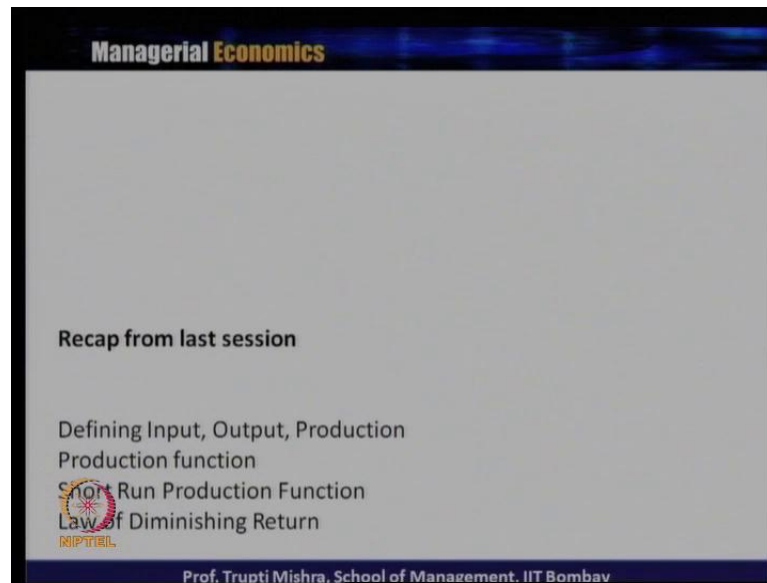 Managerial Economics
Recap from last session
Defining Input, Output, Production
Production function
Short Run Production Function
Law of Diminishing Return
NPTEL
Prof. Trupti Mishra, School of Management, IIT Bombay